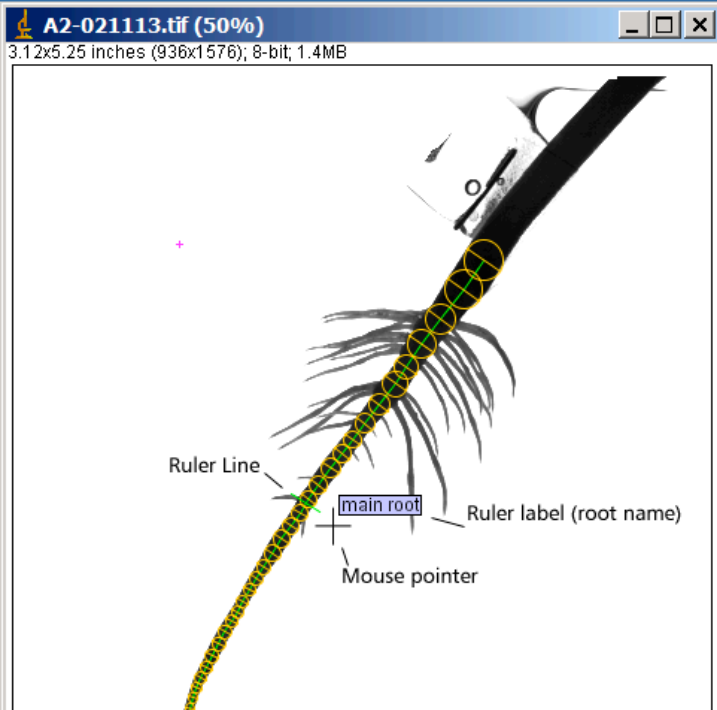 A2-021113.tif (50%)
3.12x5.25 inches (936x1576); 8-bit; 1.4MB
Ruler Line
main root
Ruler label (root name)
Mouse pointer